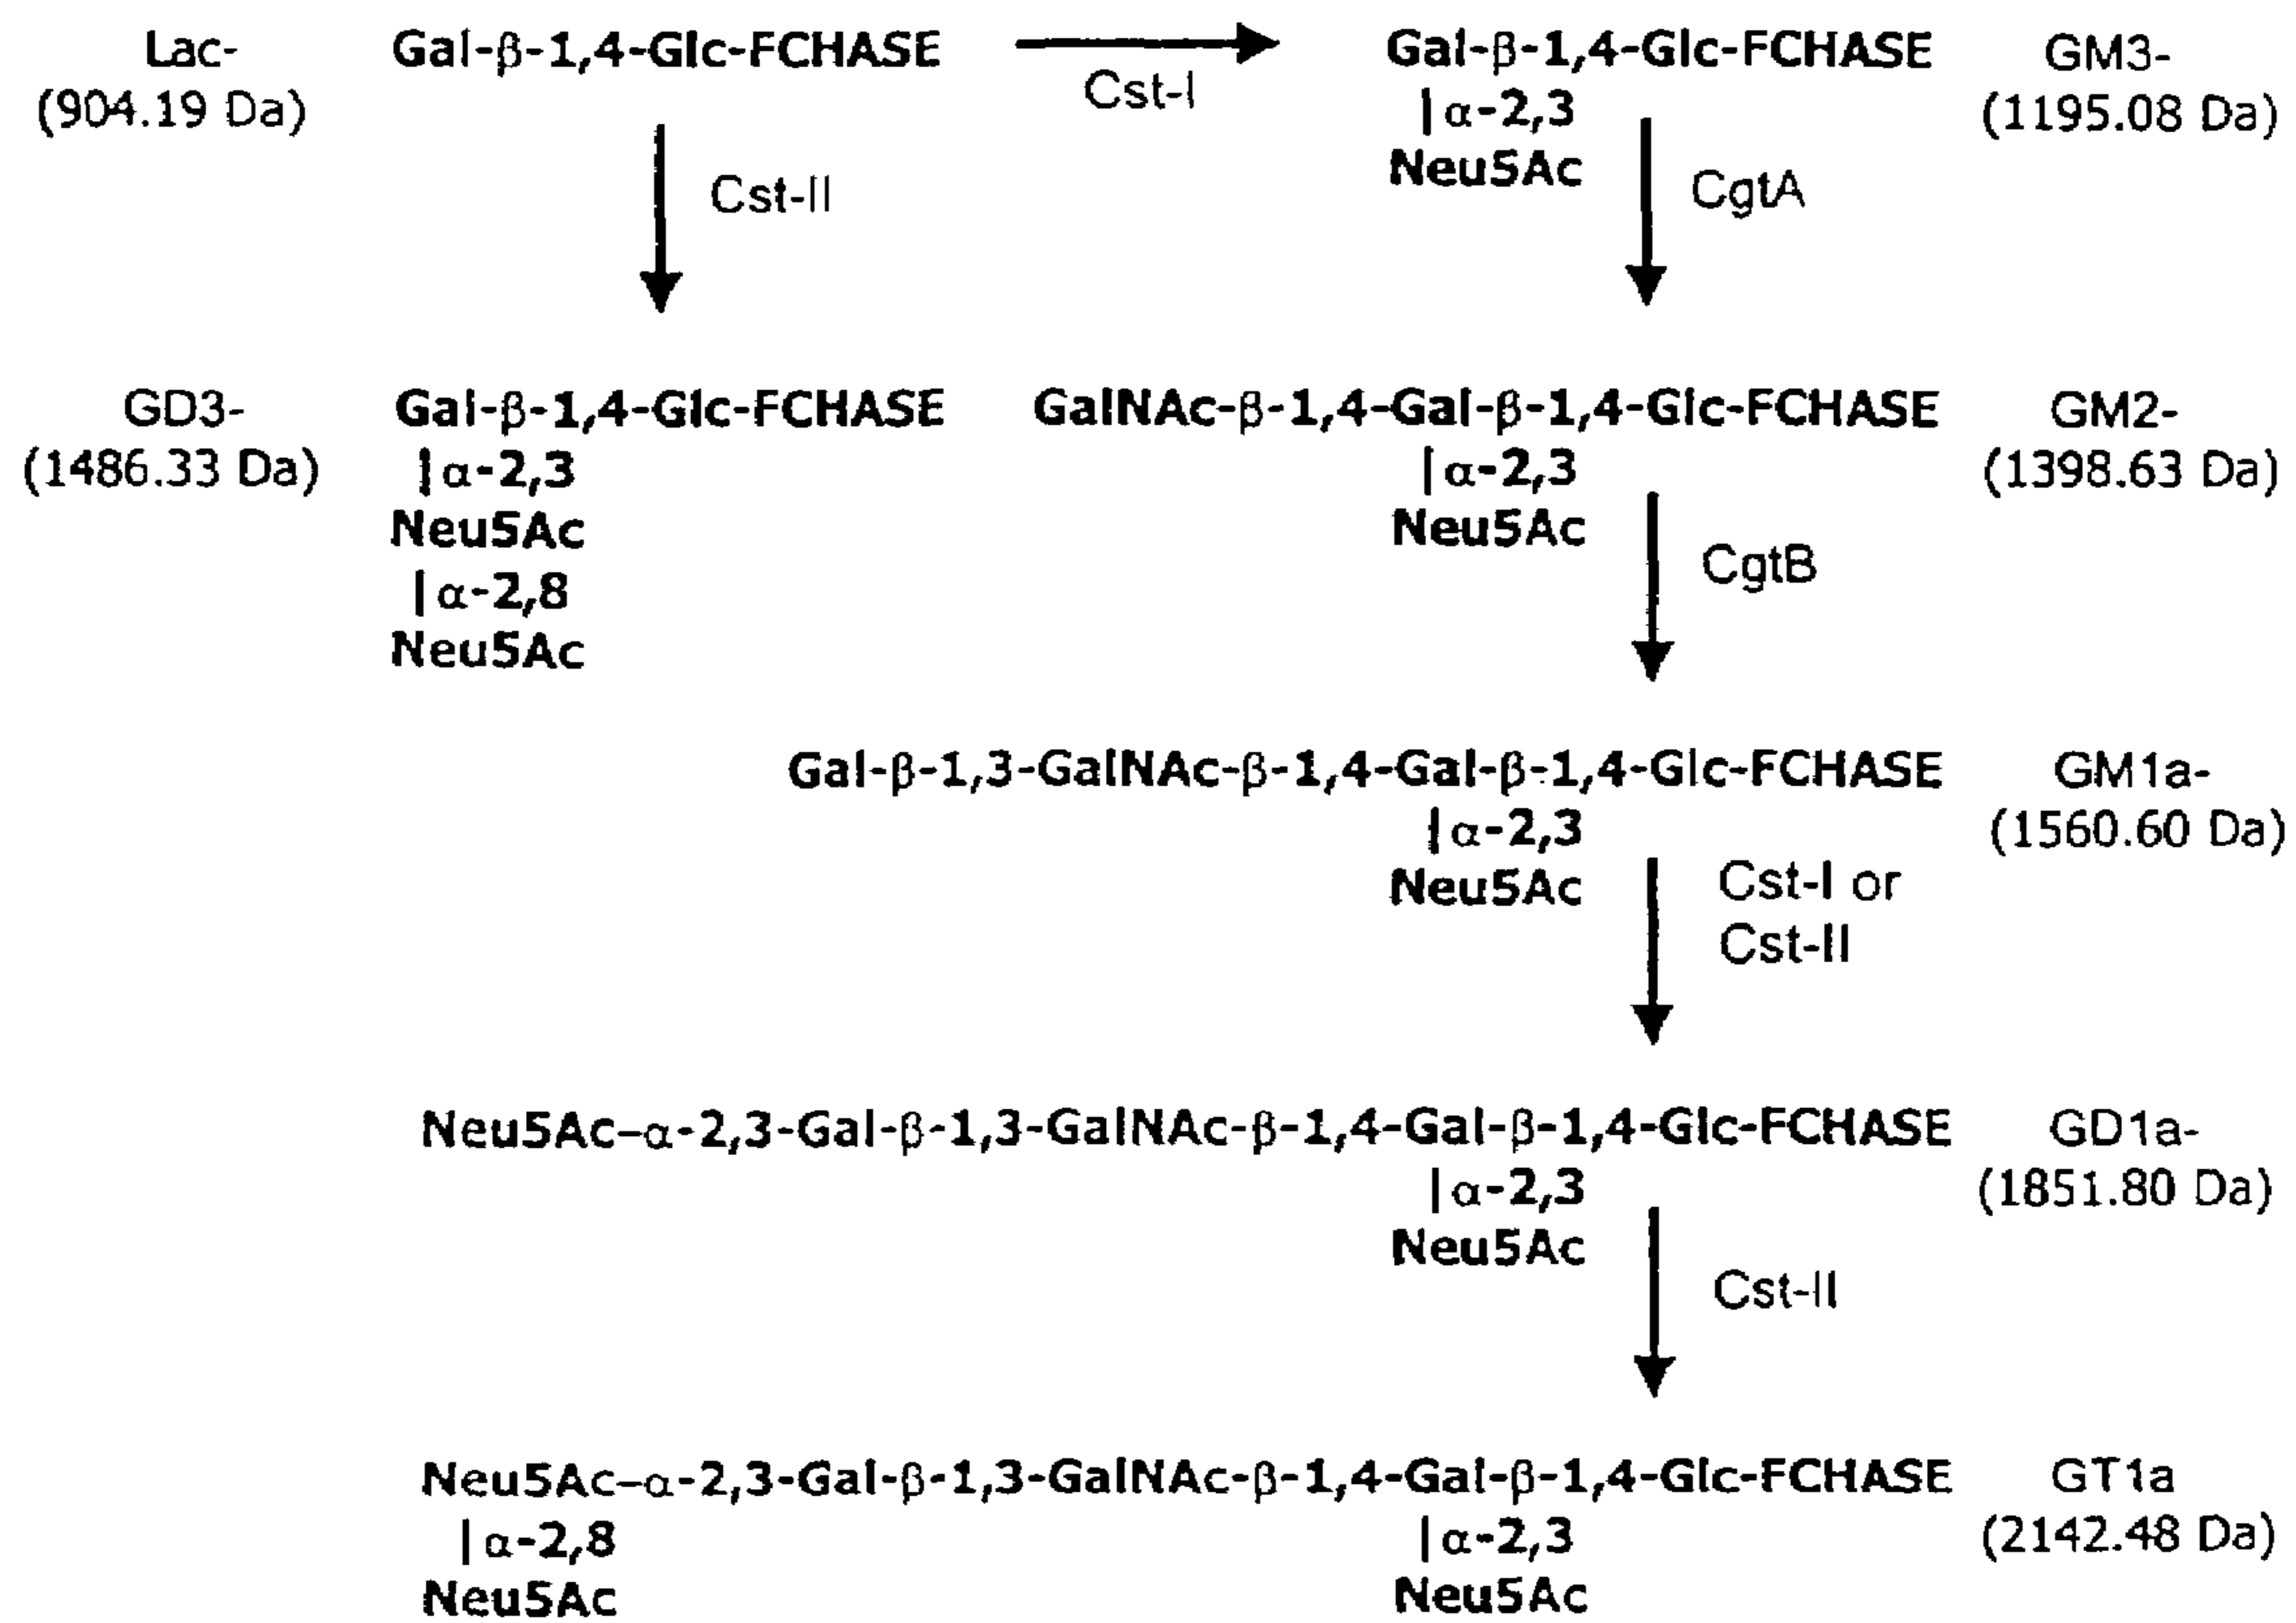 Lac-
(904.19 Da)
Gal-β-1,4-Glc-FCHASE
Cst-I
Gal-β-1,4-Glc-FCHASE
|α-2,3
Neu5Ac
GM3-
(1195.08 Da)
Cst-II
CgtA
GD3-
(1486.33 Da)
Gal-β-1,4-Glc-FCHASE
|α-2,3
Neu5Ac
|α-2,8
Neu5Ac
GalNAc-β-1,4-Gal-β-1,4-Glc-FCHASE
|α-2,3
Neu5Ac
GM2-
(1398.63 Da)
CgtB
Gal-β-1,3-GalNAc-β-1,4-Gal-β-1,4-Glc-FCHASE
|α-2,3
Neu5Ac
GM1a-
(1560.60 Da)
Cst-I or
Cst-II
Neu5Ac–α-2,3-Gal-β-1,3-GalNAc-β-1,4-Gal-β-1,4-Glc-FCHASE
|α-2,3
Neu5Ac
GD1a-
(1851.80 Da)
Cst-II
Neu5Ac–α-2,3-Gal-β-1,3-GalNAc-β-1,4-Gal-β-1,4-Glc-FCHASE
|α-2,8
Neu5Ac
|α-2,3
Neu5Ac
GT1a
(2142.48 Da)